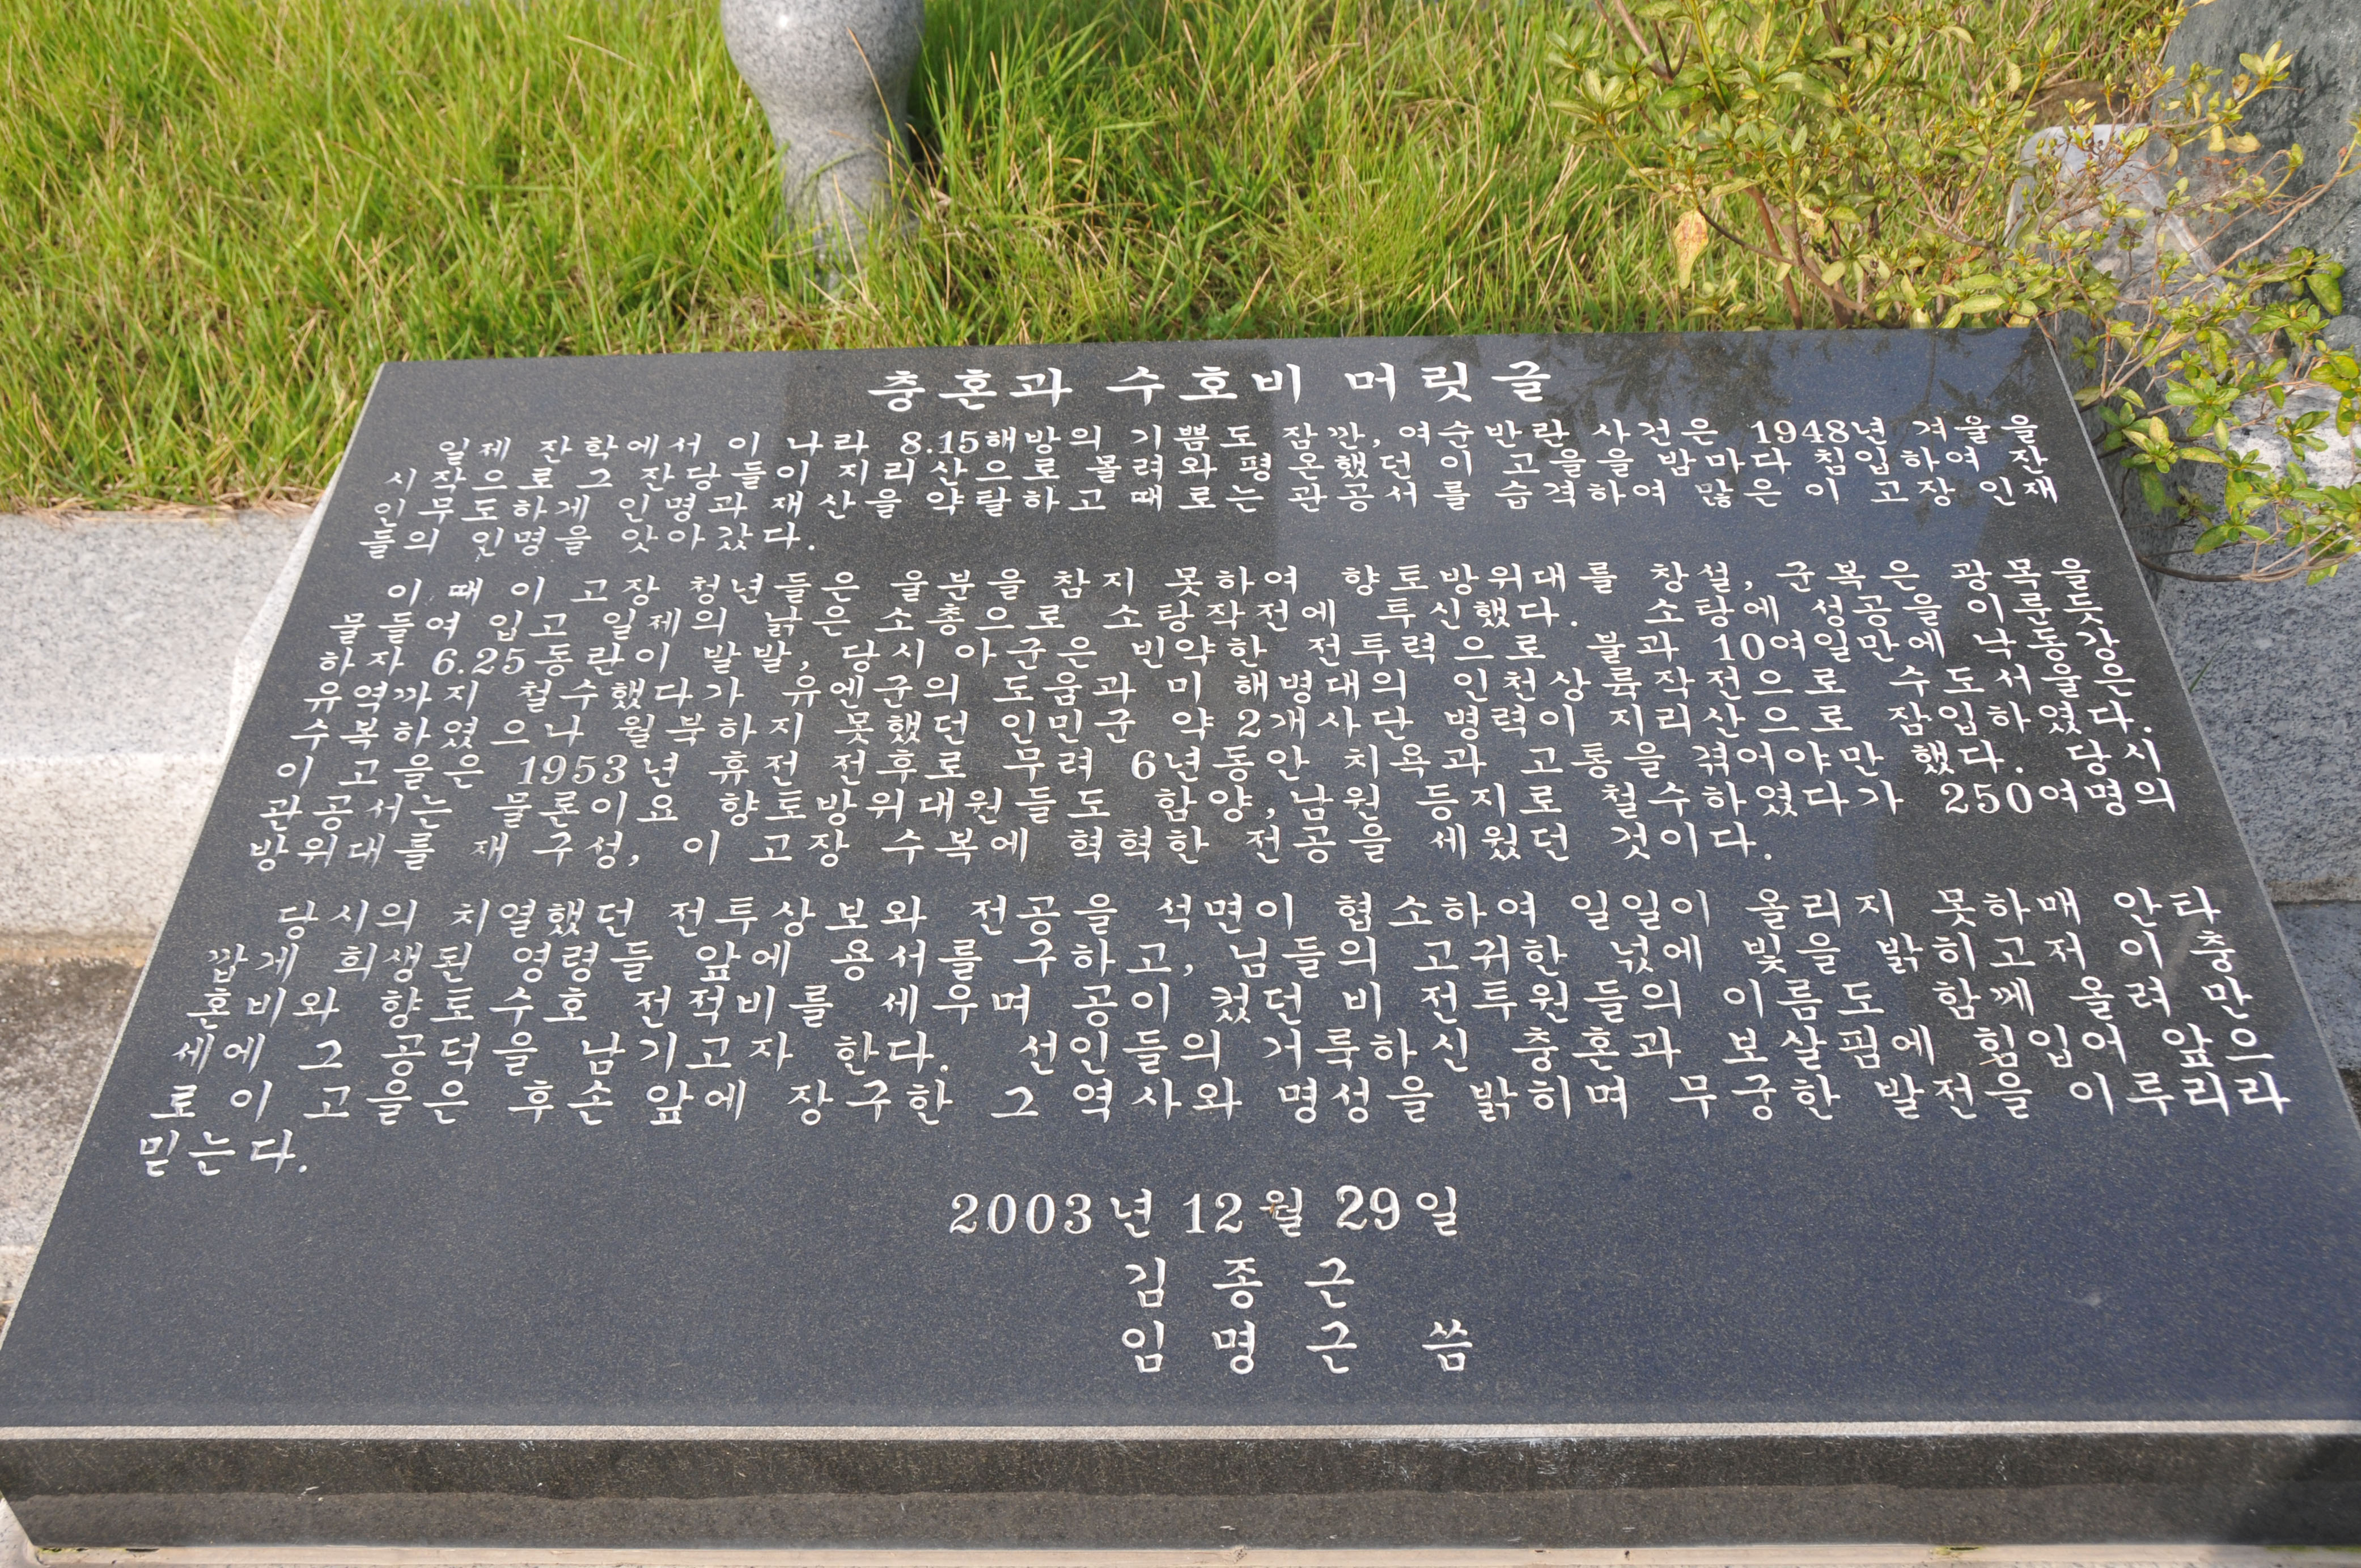 충혼과 수호비 머릿글
일제 잔학에서 이 나라 8.15해방의 기쁨도 잠깐, 여순반란 사건은 1948년 겨울을
시작으로 그 잔당들이 지리산으로 몰려와 평온했던 이 고을을 밤마다 침입하여 잔
인무도하게 인명과 재산을 약탈하고 때로는 관공서를 습격하여 많은 이 고장 인재
들의 인명을 앗아갔다.
이 때 이 고장 청년들은 울분을 참지 못하여 향토방위대를 창설, 군복은 광목을
물들여 입고 일제의 낡은 소총으로 소탕작전에 투신했다. 소탕에 성공을 이룬듯
하자 6.25동란이 발발, 당시 아군은 빈약한 전투력으로 불과 10여일만에 낙동강
유역까지 철수했다가 유엔군의 도움과 미 해병대의 인천상륙작전으로 수도서울은
수복하였으나 월북하지 못했던 인민군 약 2개사단 병력이 지리산으로 잠입하였다.
이 고을은 1953년 휴전 전후로 무려 6년동안 치욕과 고통을 겪어야만 했다. 당시
관공서는 물론이요 향토방위대원들도 함양,남원 등지로 철수하였다가 250여명의
방위대를 재구성, 이 고장 수복에 혁혁한 전공을 세웠던 것이다.
당시의 치열했던 전투상보와 전공을 석면이 협소하여 일일이 올리지 못하매 안타
깝게 희생된 영령들 앞에 용서를 구하고, 님들의 고귀한 넋에 빛을 밝히고저 이 충
혼비와 향토수호 전적비를 세우며 공이 컸던 비 전투원들의 이름도 함께 올려 만
세에 그 공덕을 남기고자 한다. 선인들의 거룩하신 충혼과 보살핌에 힘입어 앞으
로 이 고을은 후손 앞에 장구한 그 역사와 명성을 밝히며 무궁한 발전을 이루리라
믿는다.
2003년 12월 29일
김 종 근
임 명 근 씀